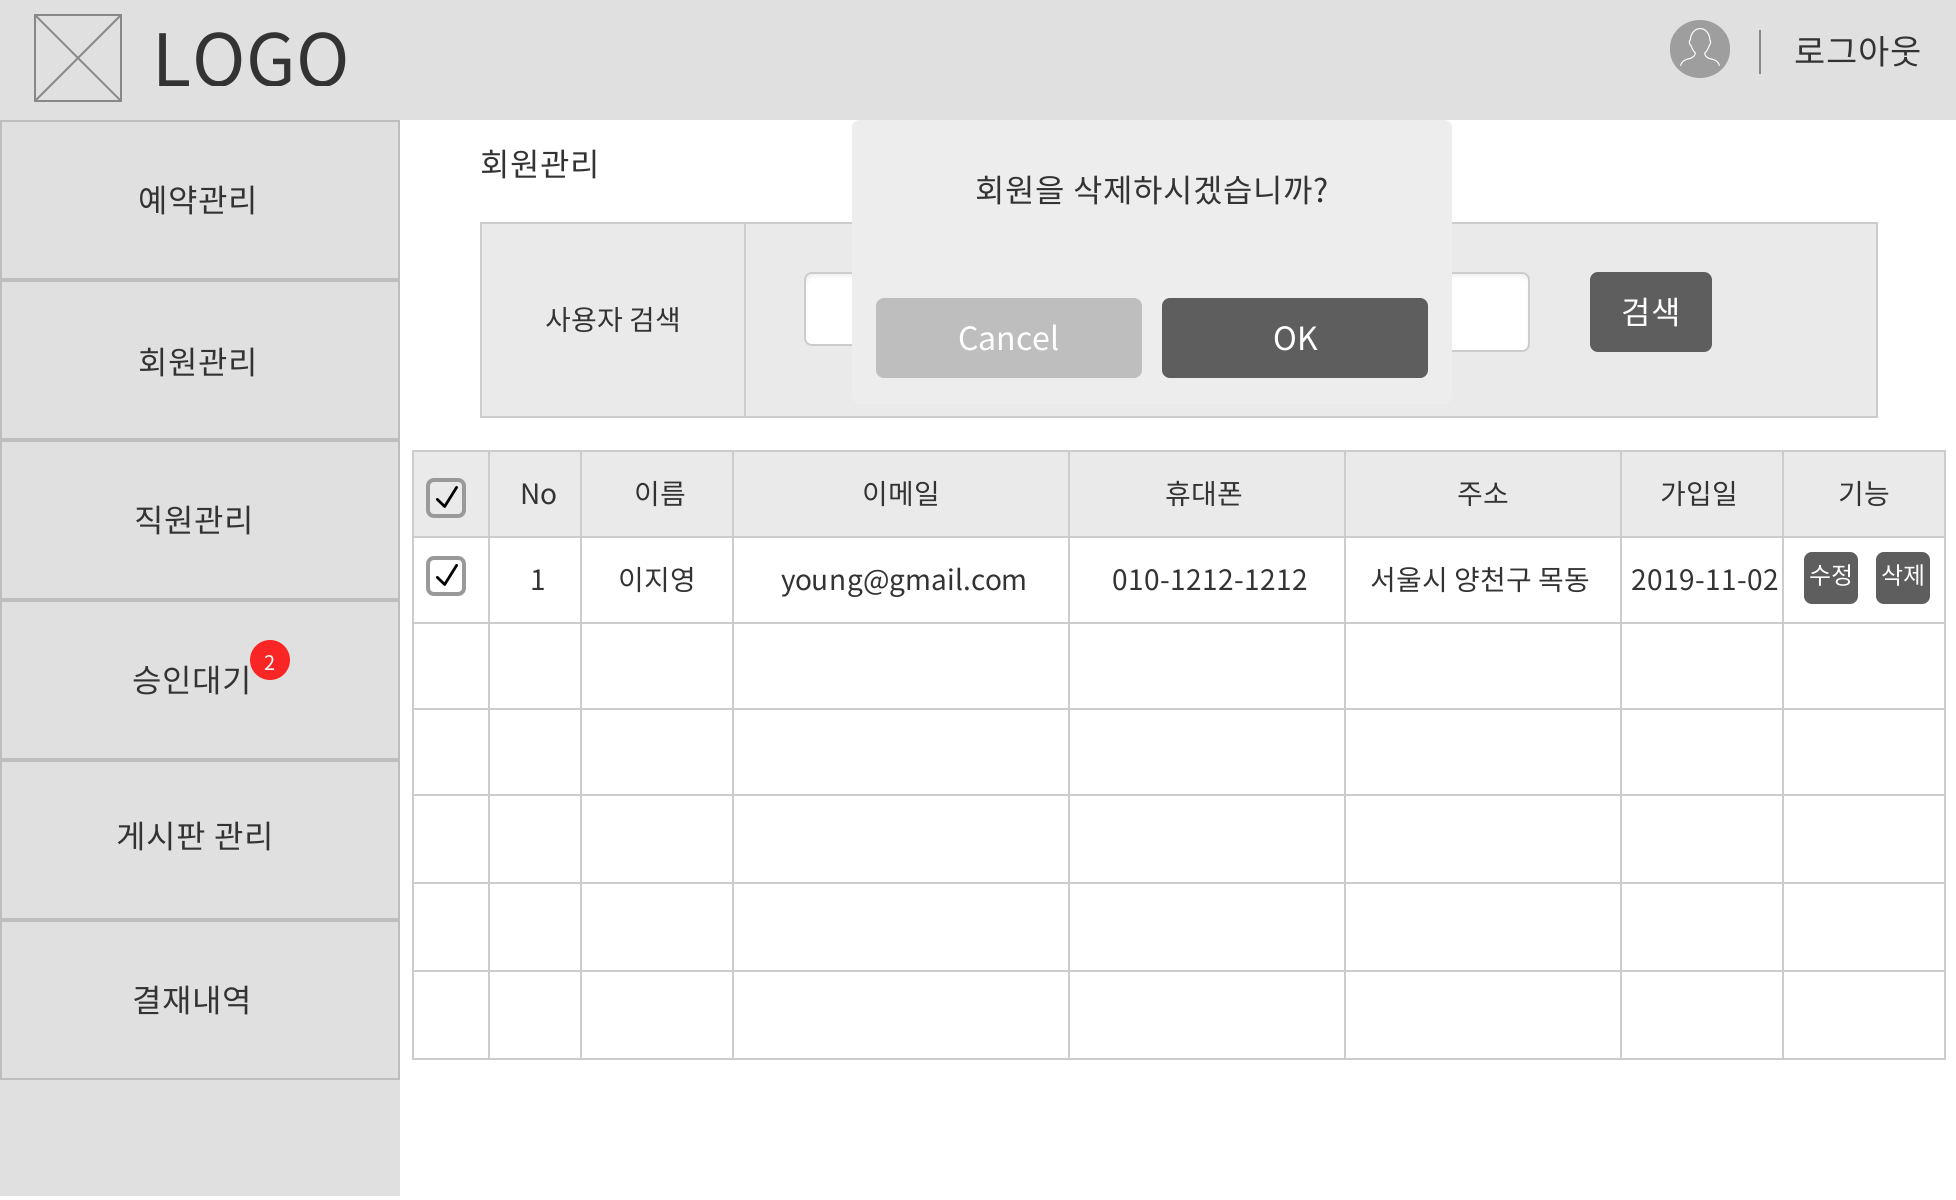 LOGO
로그아웃
예약관리
회원관리
직원관리
승인대기 2
게시판 관리
결재내역
회원관리
회원을 삭제하시겠습니까?
Cancel OK
사용자 검색 검색
No 이름 이메일 휴대폰 주소 가입일 기능
1 이지영 young@gmail.com 010-1212-1212 서울시 양천구 목동 2019-11-02 수정 삭제